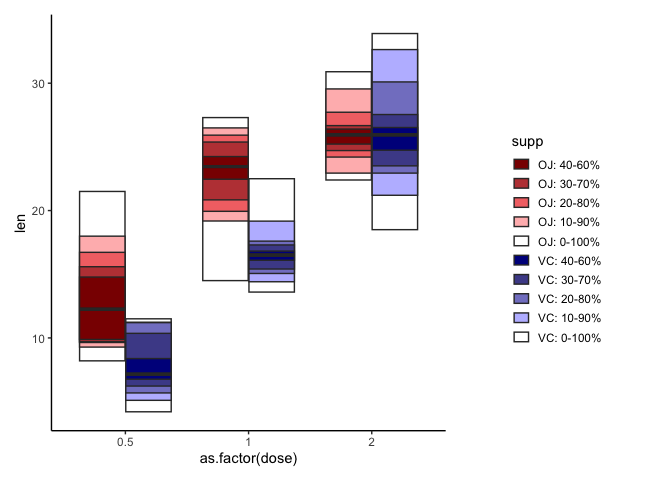 len
30
20
10
0.5
1
2
as.factor(dose)
supp
OJ: 40-60%
OJ: 30-70%
OJ: 20-80%
OJ: 10-90%
OJ: 0-100%
VC: 40-60%
VC: 30-70%
VC: 20-80%
VC: 10-90%
VC: 0-100%